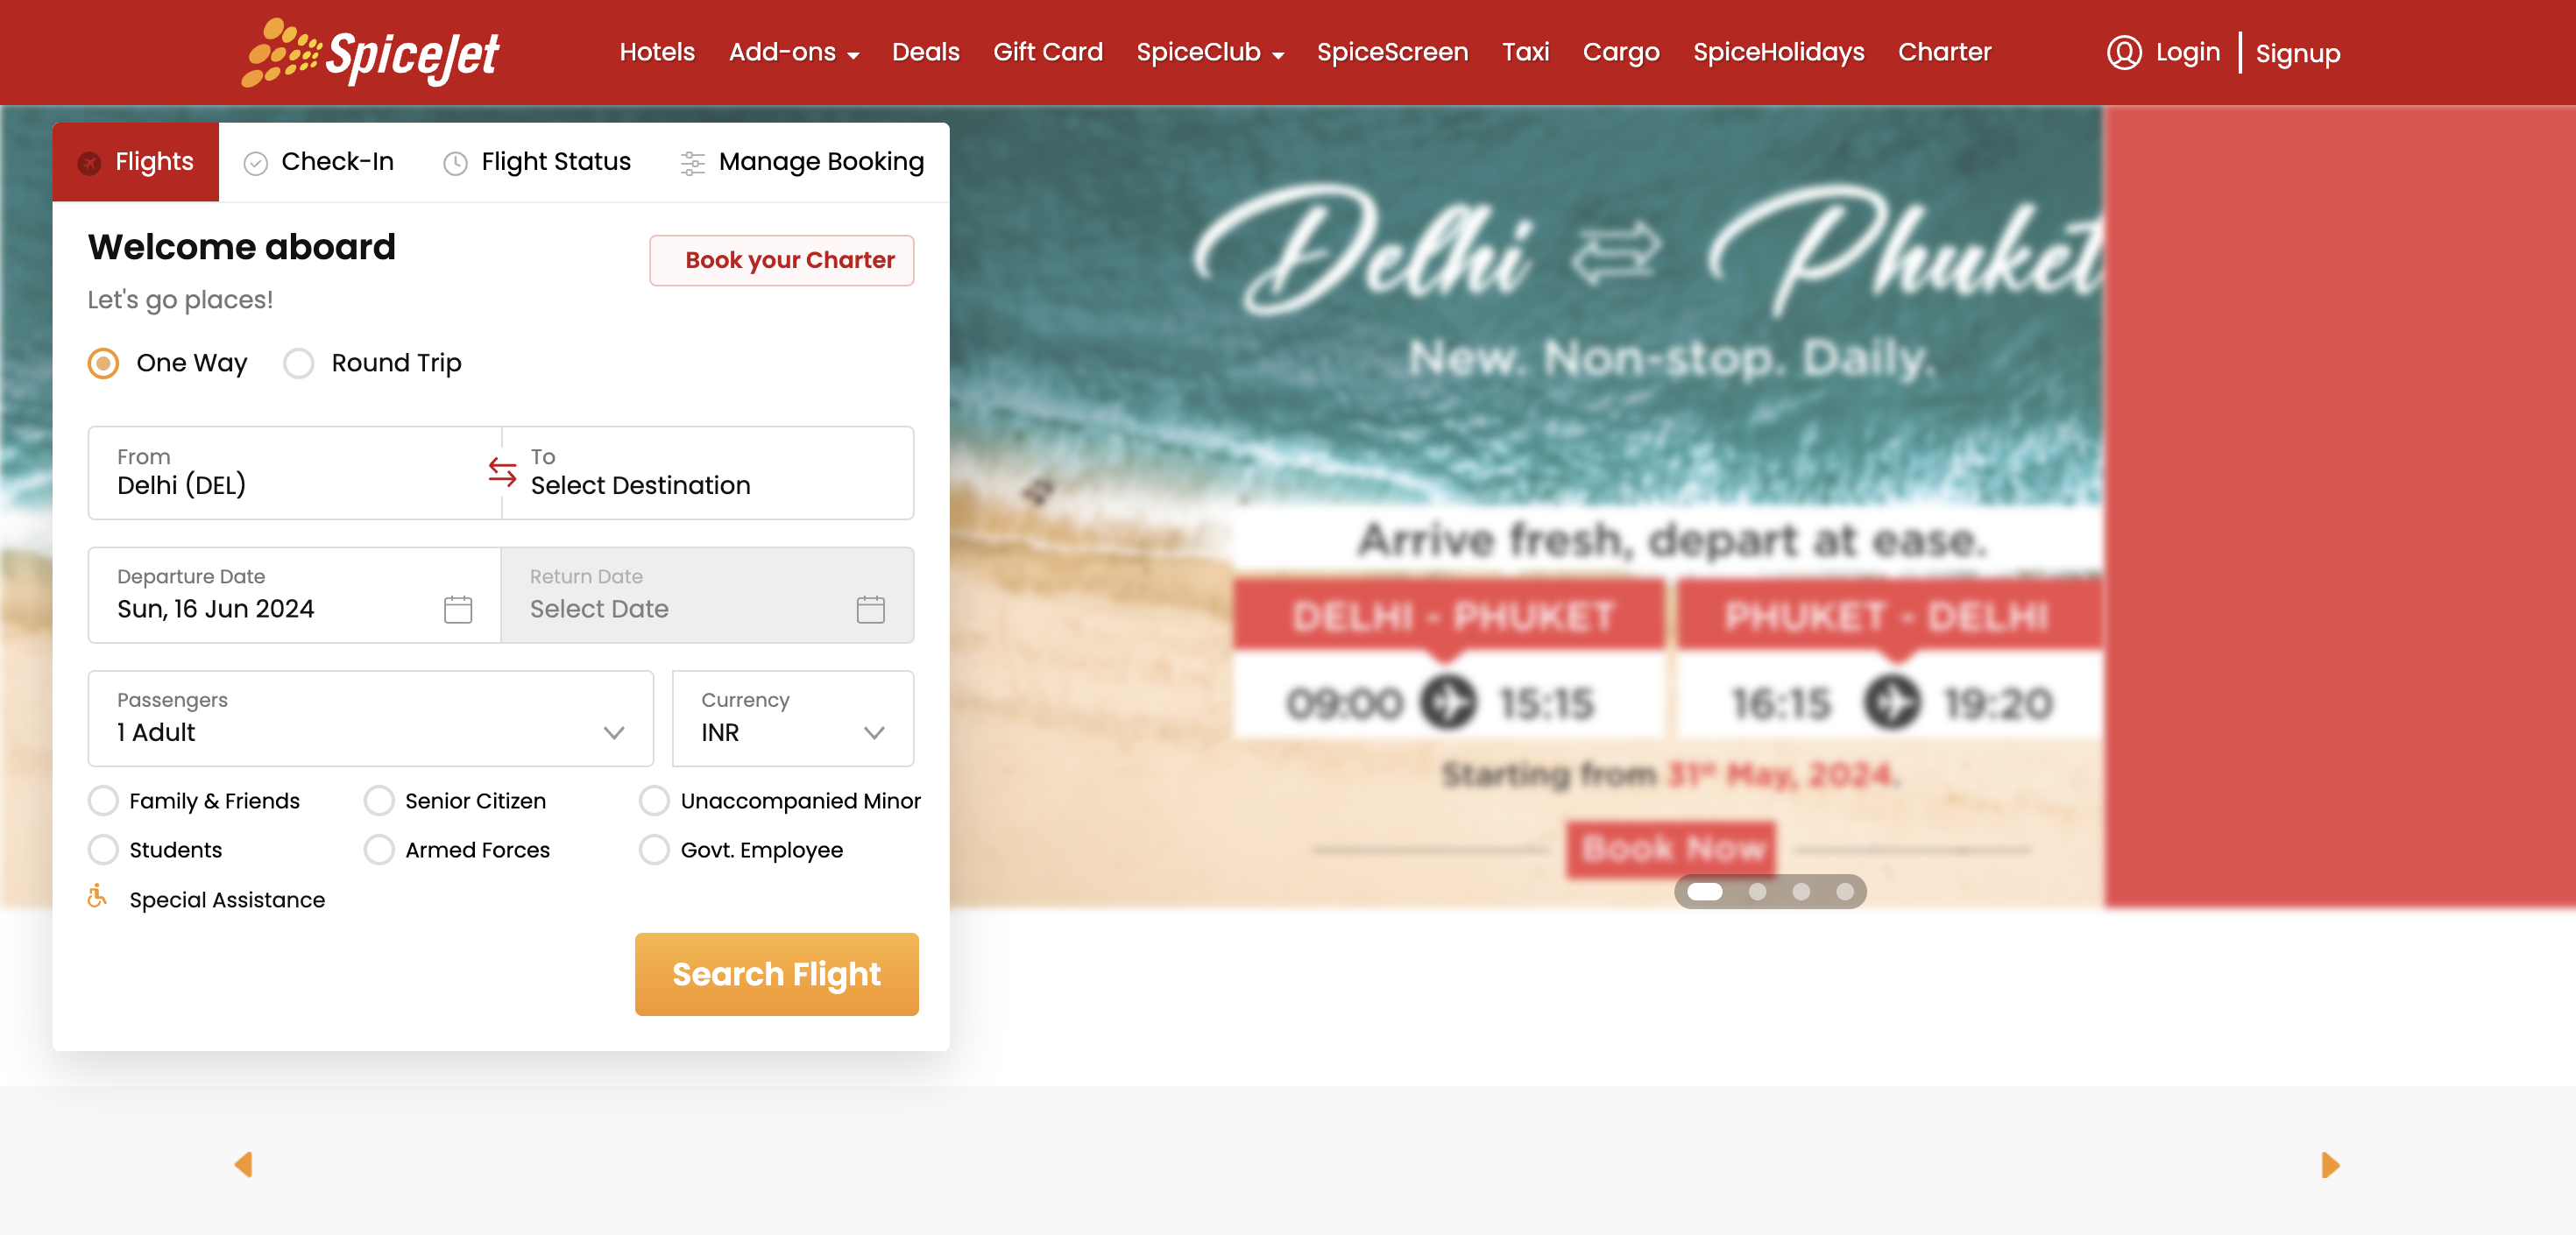 SpiceJet
Hotels Add-ons Deals Gift Card SpiceClub SpiceScreen Taxi Cargo SpiceHolidays Charter Login Signup
Flights Check-In Flight Status Manage Booking
Welcome aboard
Book your Charter
Let's go places!
One Way Round Trip
From
Delhi (DEL)
To
Select Destination
Departure Date
Sun, 16 Jun 2024
Return Date
Select Date
Passengers
1 Adult
Currency
INR
Family & Friends Senior Citizen Unaccompanied Minor
Students Armed Forces Govt. Employee
Special Assistance
Search Flight
Delhi Phuket
New. Non-stop. Daily.
Arrive fresh, depart at ease.
DELHI - PHUKET PHUKET - DELHI
09:00 15:15 16:15 19:20
Starting from 31st May, 2024.
Book Now